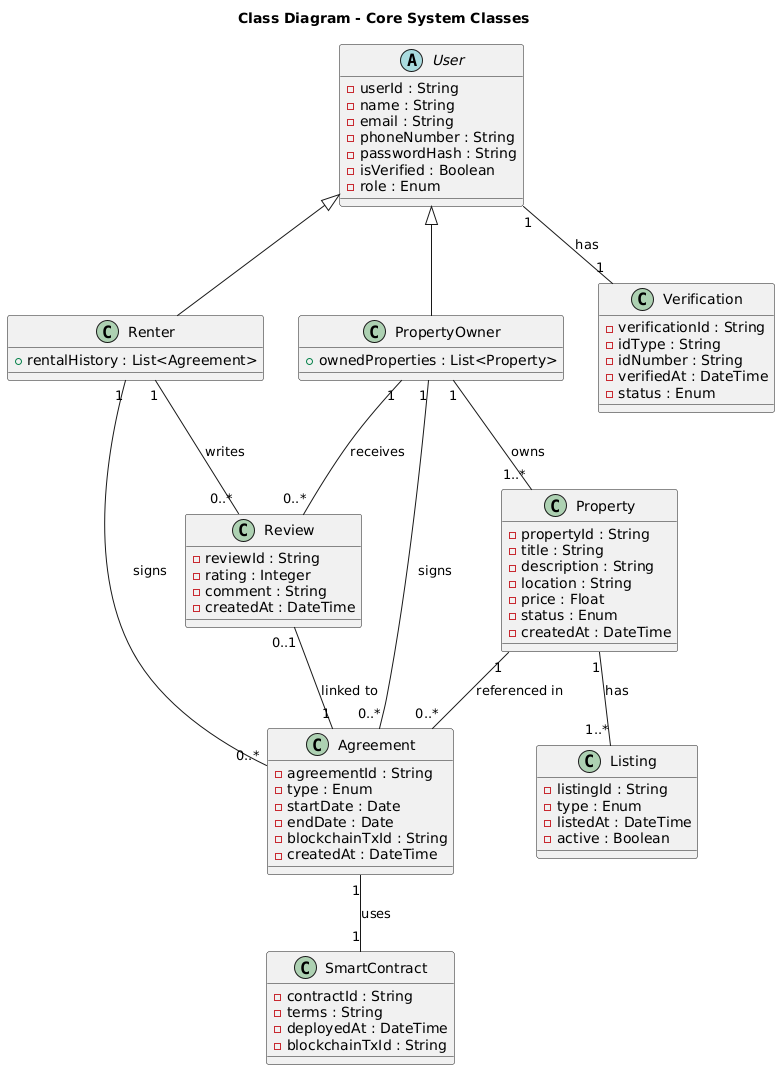 Class Diagram - Core System Classes
A User
userId : String
name : String
email : String
phoneNumber : String
passwordHash : String
isVerified : Boolean
role : Enum
1
has
1
C Renter
rentalHistory : List<Agreement>
C PropertyOwner
ownedProperties : List<Property>
C Verification
verificationId : String
idType : String
idNumber : String
verifiedAt : DateTime
status : Enum
1
1
1
1
1
writes
receives
owns
0..*
0..*
1..*
C Review
reviewId : String
rating : Integer
comment : String
createdAt : DateTime
C Property
propertyId : String
title : String
description : String
location : String
price : Float
status : Enum
createdAt : DateTime
signs
signs
0..1
1
1
linked to
referenced in
has
1
0..*
0..*
1..*
0..*
C Agreement
agreementId : String
type : Enum
startDate : Date
endDate : Date
blockchainTxId : String
createdAt : DateTime
C Listing
listingId : String
type : Enum
listedAt : DateTime
active : Boolean
1
uses
1
C SmartContract
contractId : String
terms : String
deployedAt : DateTime
blockchainTxId : String